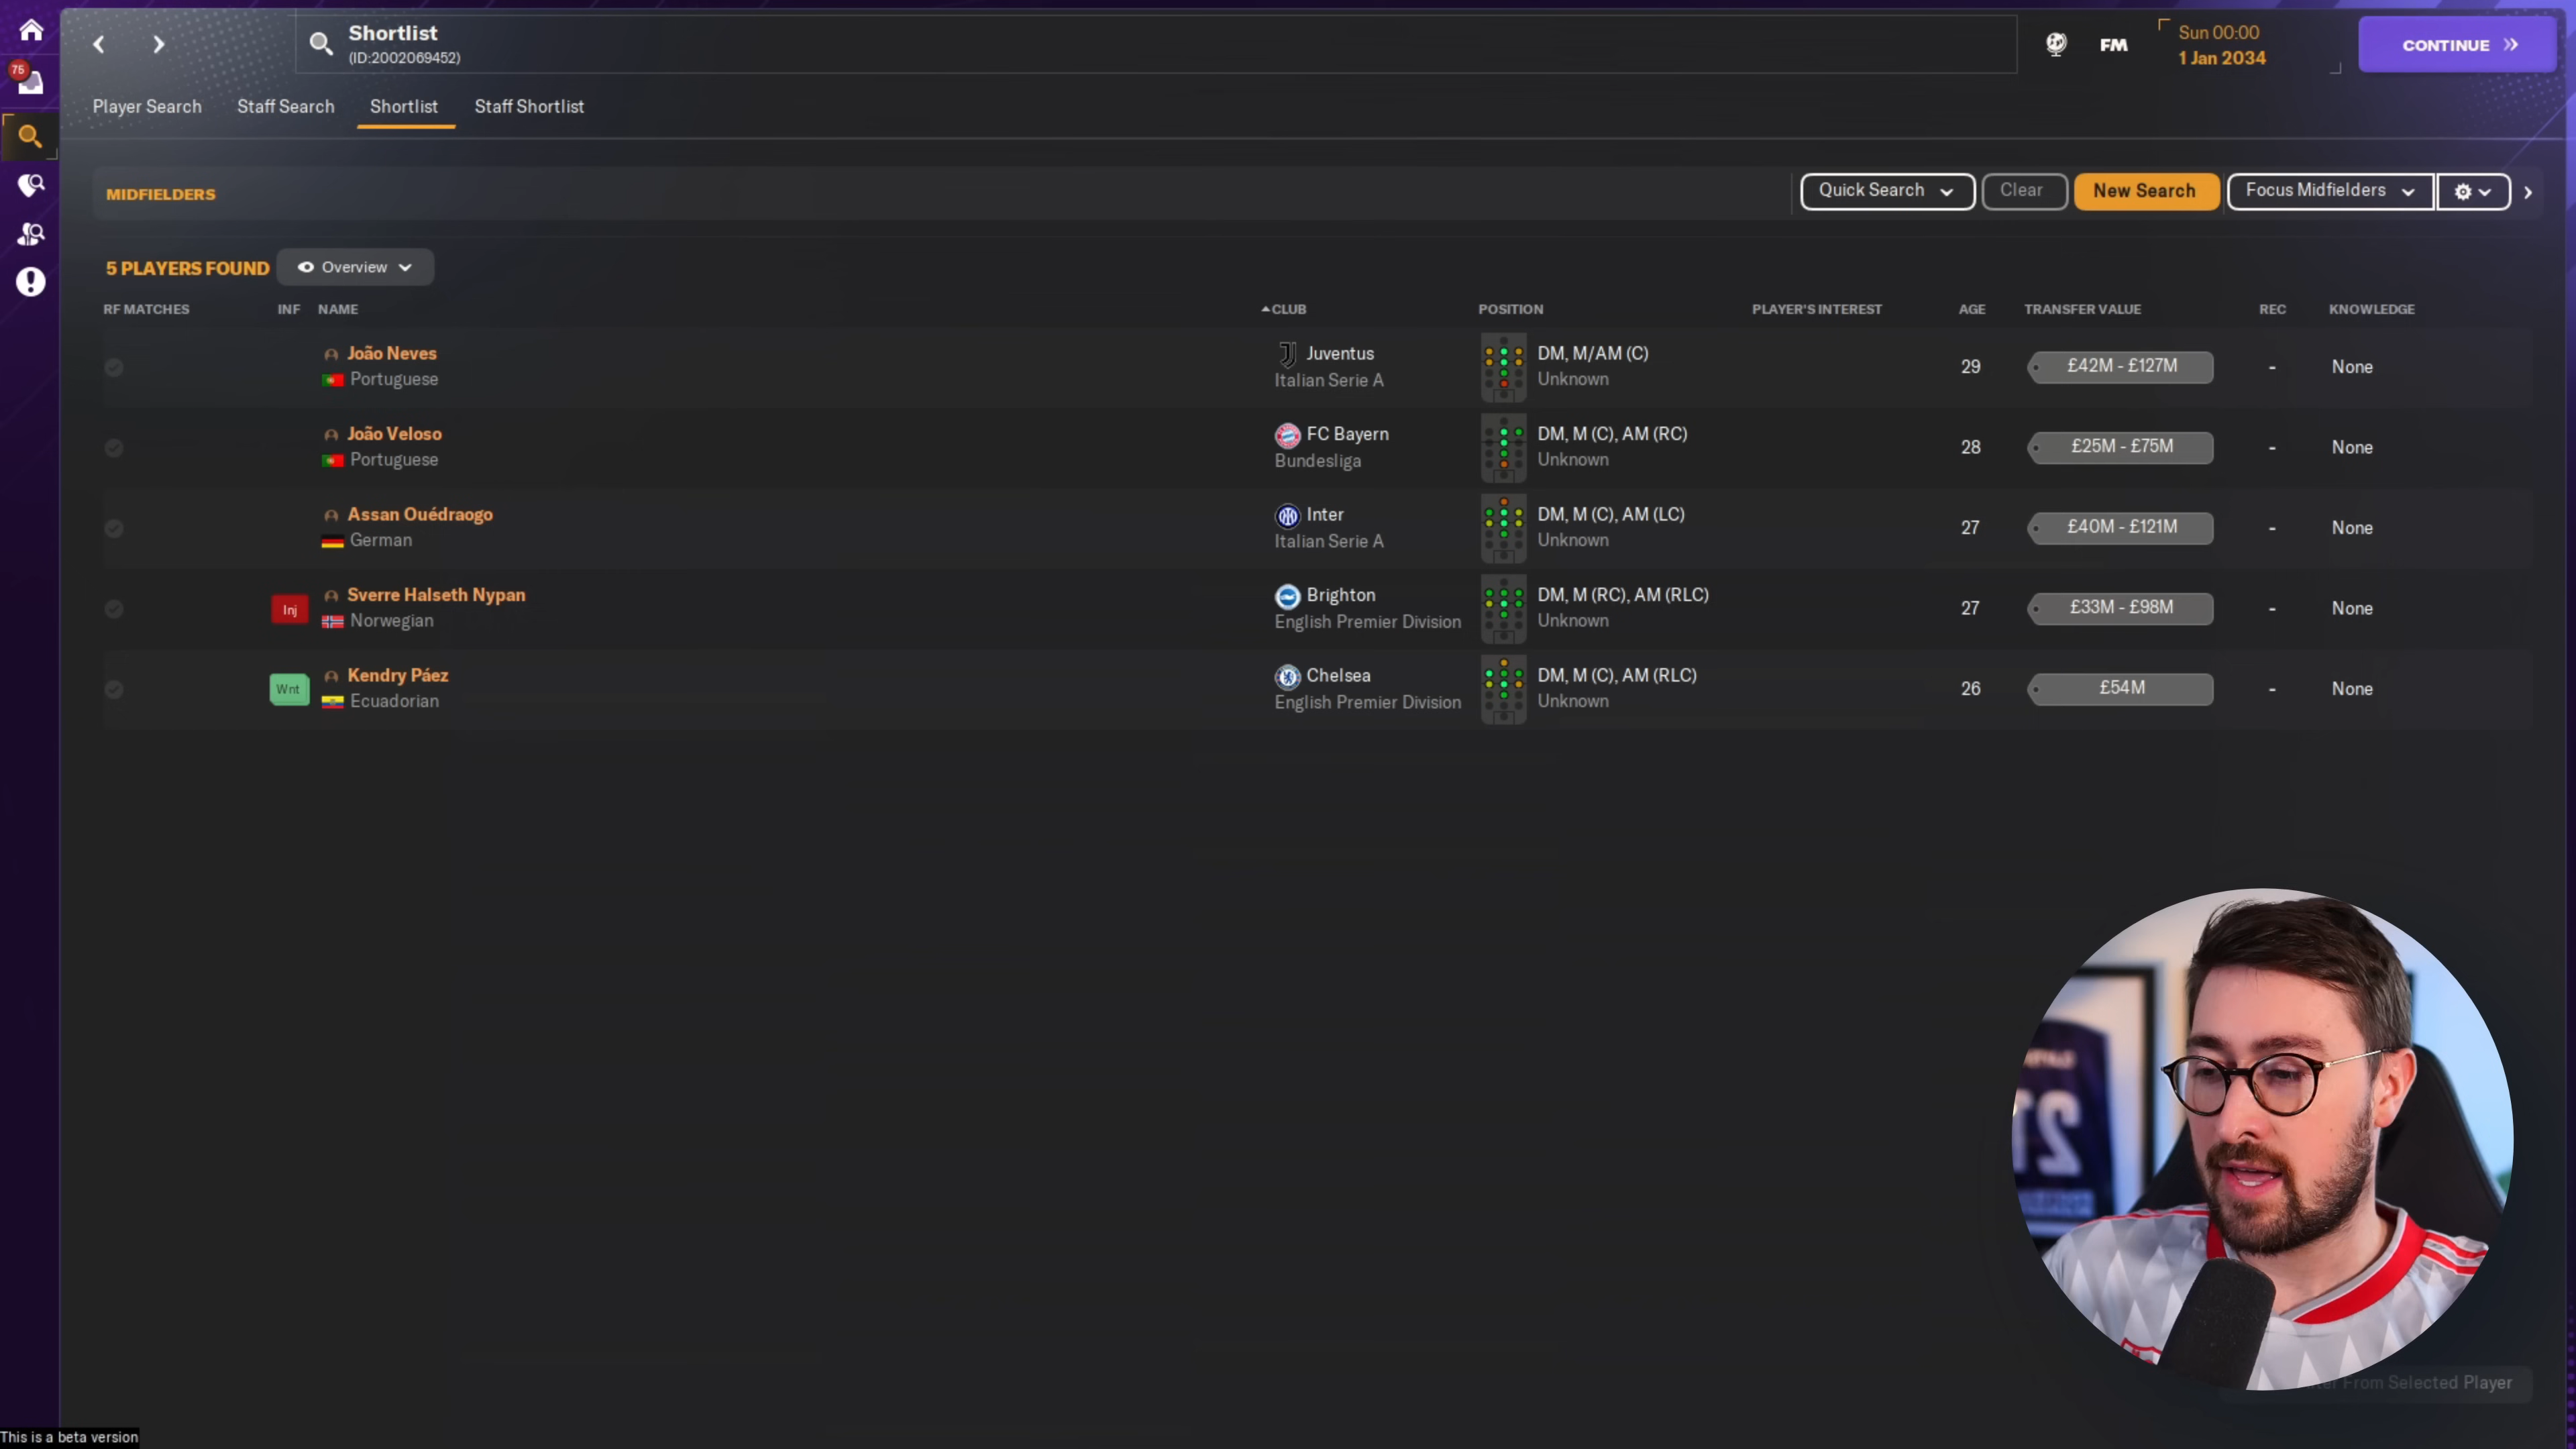 Shortlist
(ID:2002069452)
FM
Sun 00:00
1 Jan 2034
CONTINUE
75
Player Search
Staff Search
Shortlist
Staff Shortlist
MIDFIELDERS
Quick Search
Clear
New Search
Focus Midfielders
5 PLAYERS FOUND
Overview
RF MATCHES INF NAME CLUB POSITION PLAYER'S INTEREST AGE TRANSFER VALUE REC KNOWLEDGE
João Neves Juventus DM, M/AM (C) 29 £42M - £127M - None
Portuguese Italian Serie A Unknown
João Veloso FC Bayern DM, M (C), AM (RC) 28 £25M - £75M - None
Portuguese Bundesliga Unknown
Assan Ouédraogo Inter DM, M (C), AM (LC) 27 £40M - £121M - None
German Italian Serie A Unknown
Inj Sverre Halseth Nypan Brighton DM, M (RC), AM (RLC) 27 £33M - £98M - None
Norwegian English Premier Division Unknown
Wnt Kendry Páez Chelsea DM, M (C), AM (RLC) 26 £54M - None
Ecuadorian English Premier Division Unknown
From Selected Player
This is a beta version